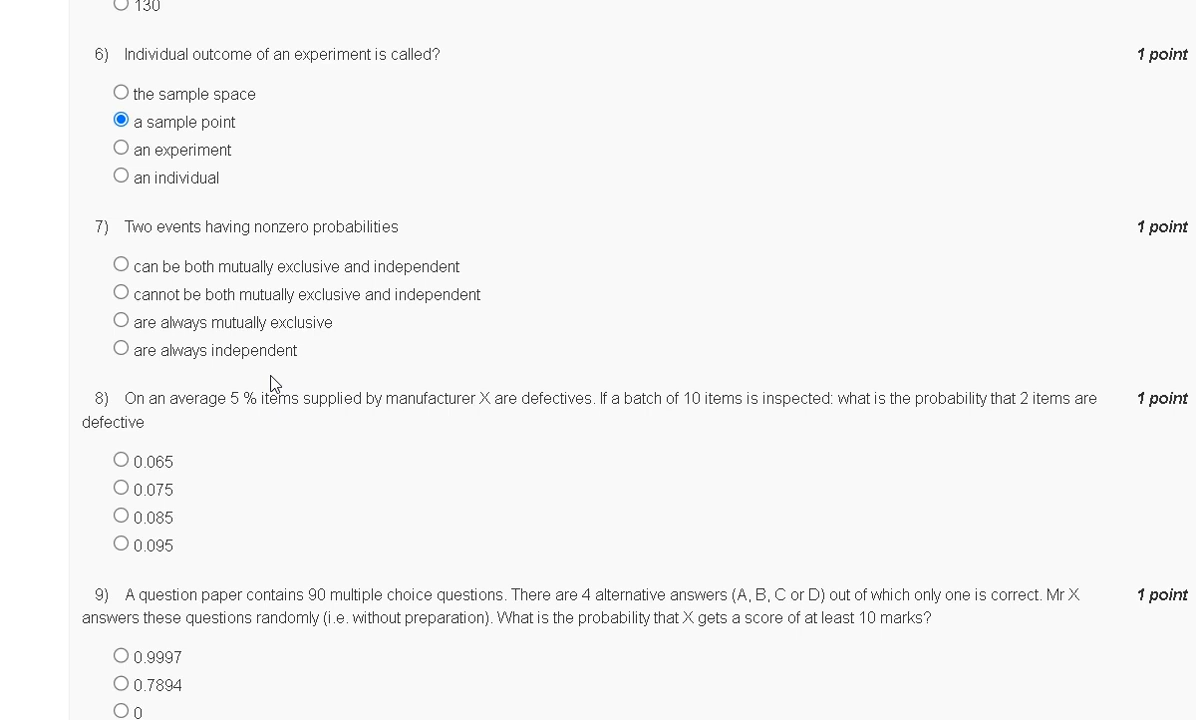 130
6) Individual outcome of an experiment is called? 1 point
the sample space
a sample point
an experiment
an individual
7) Two events having nonzero probabilities 1 point
can be both mutually exclusive and independent
cannot be both mutually exclusive and independent
are always mutually exclusive
are always independent
8) On an average 5 % items supplied by manufacturer X are defectives. If a batch of 10 items is inspected: what is the probability that 2 items are 1 point
defective
0.065
0.075
0.085
0.095
9) A question paper contains 90 multiple choice questions. There are 4 alternative answers (A, B, C or D) out of which only one is correct. Mr X 1 point
answers these questions randomly (i.e. without preparation). What is the probability that X gets a score of at least 10 marks?
0.9997
0.7894
0